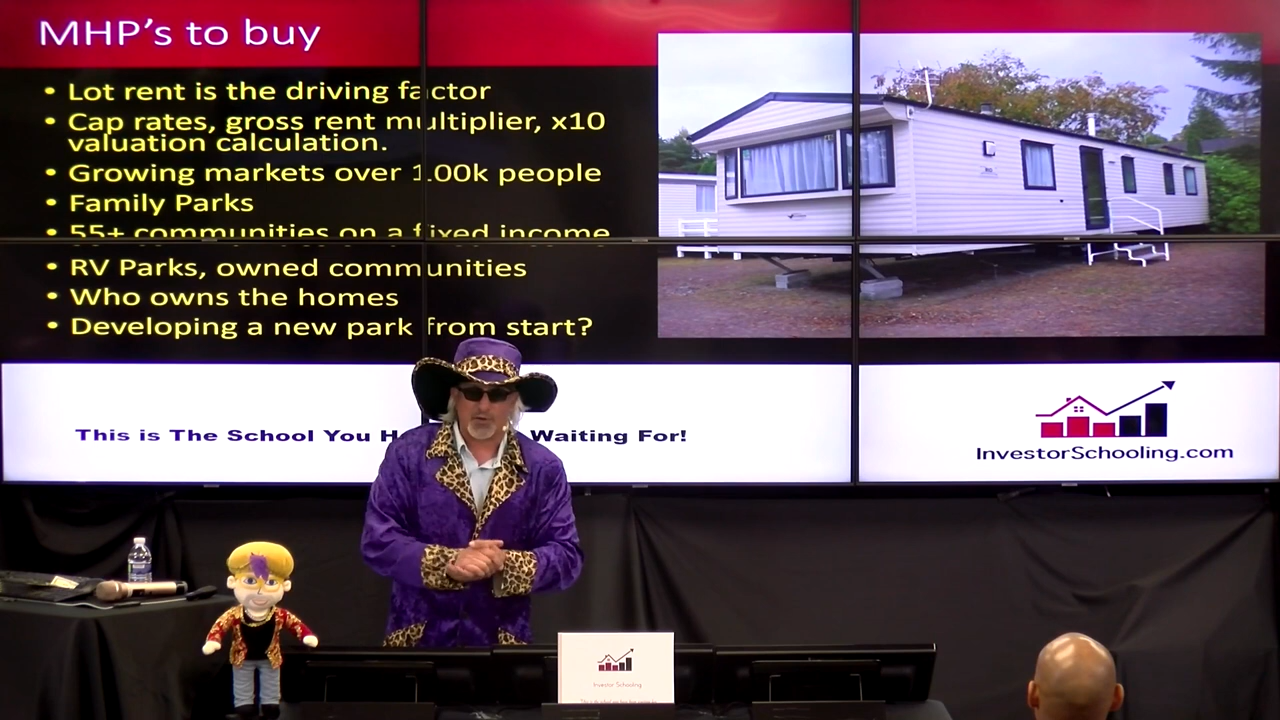 MHP's to buy
• Lot rent is the driving factor
• Cap rates, gross rent multiplier, x10
valuation calculation.
• Growing markets over 100k people
• Family Parks
• 55+ communities on a fixed income
• RV Parks, owned communities
• Who owns the homes
• Developing a new park from start?
This is The School You H Waiting For!
InvestorSchooling.com
Investor Schooling